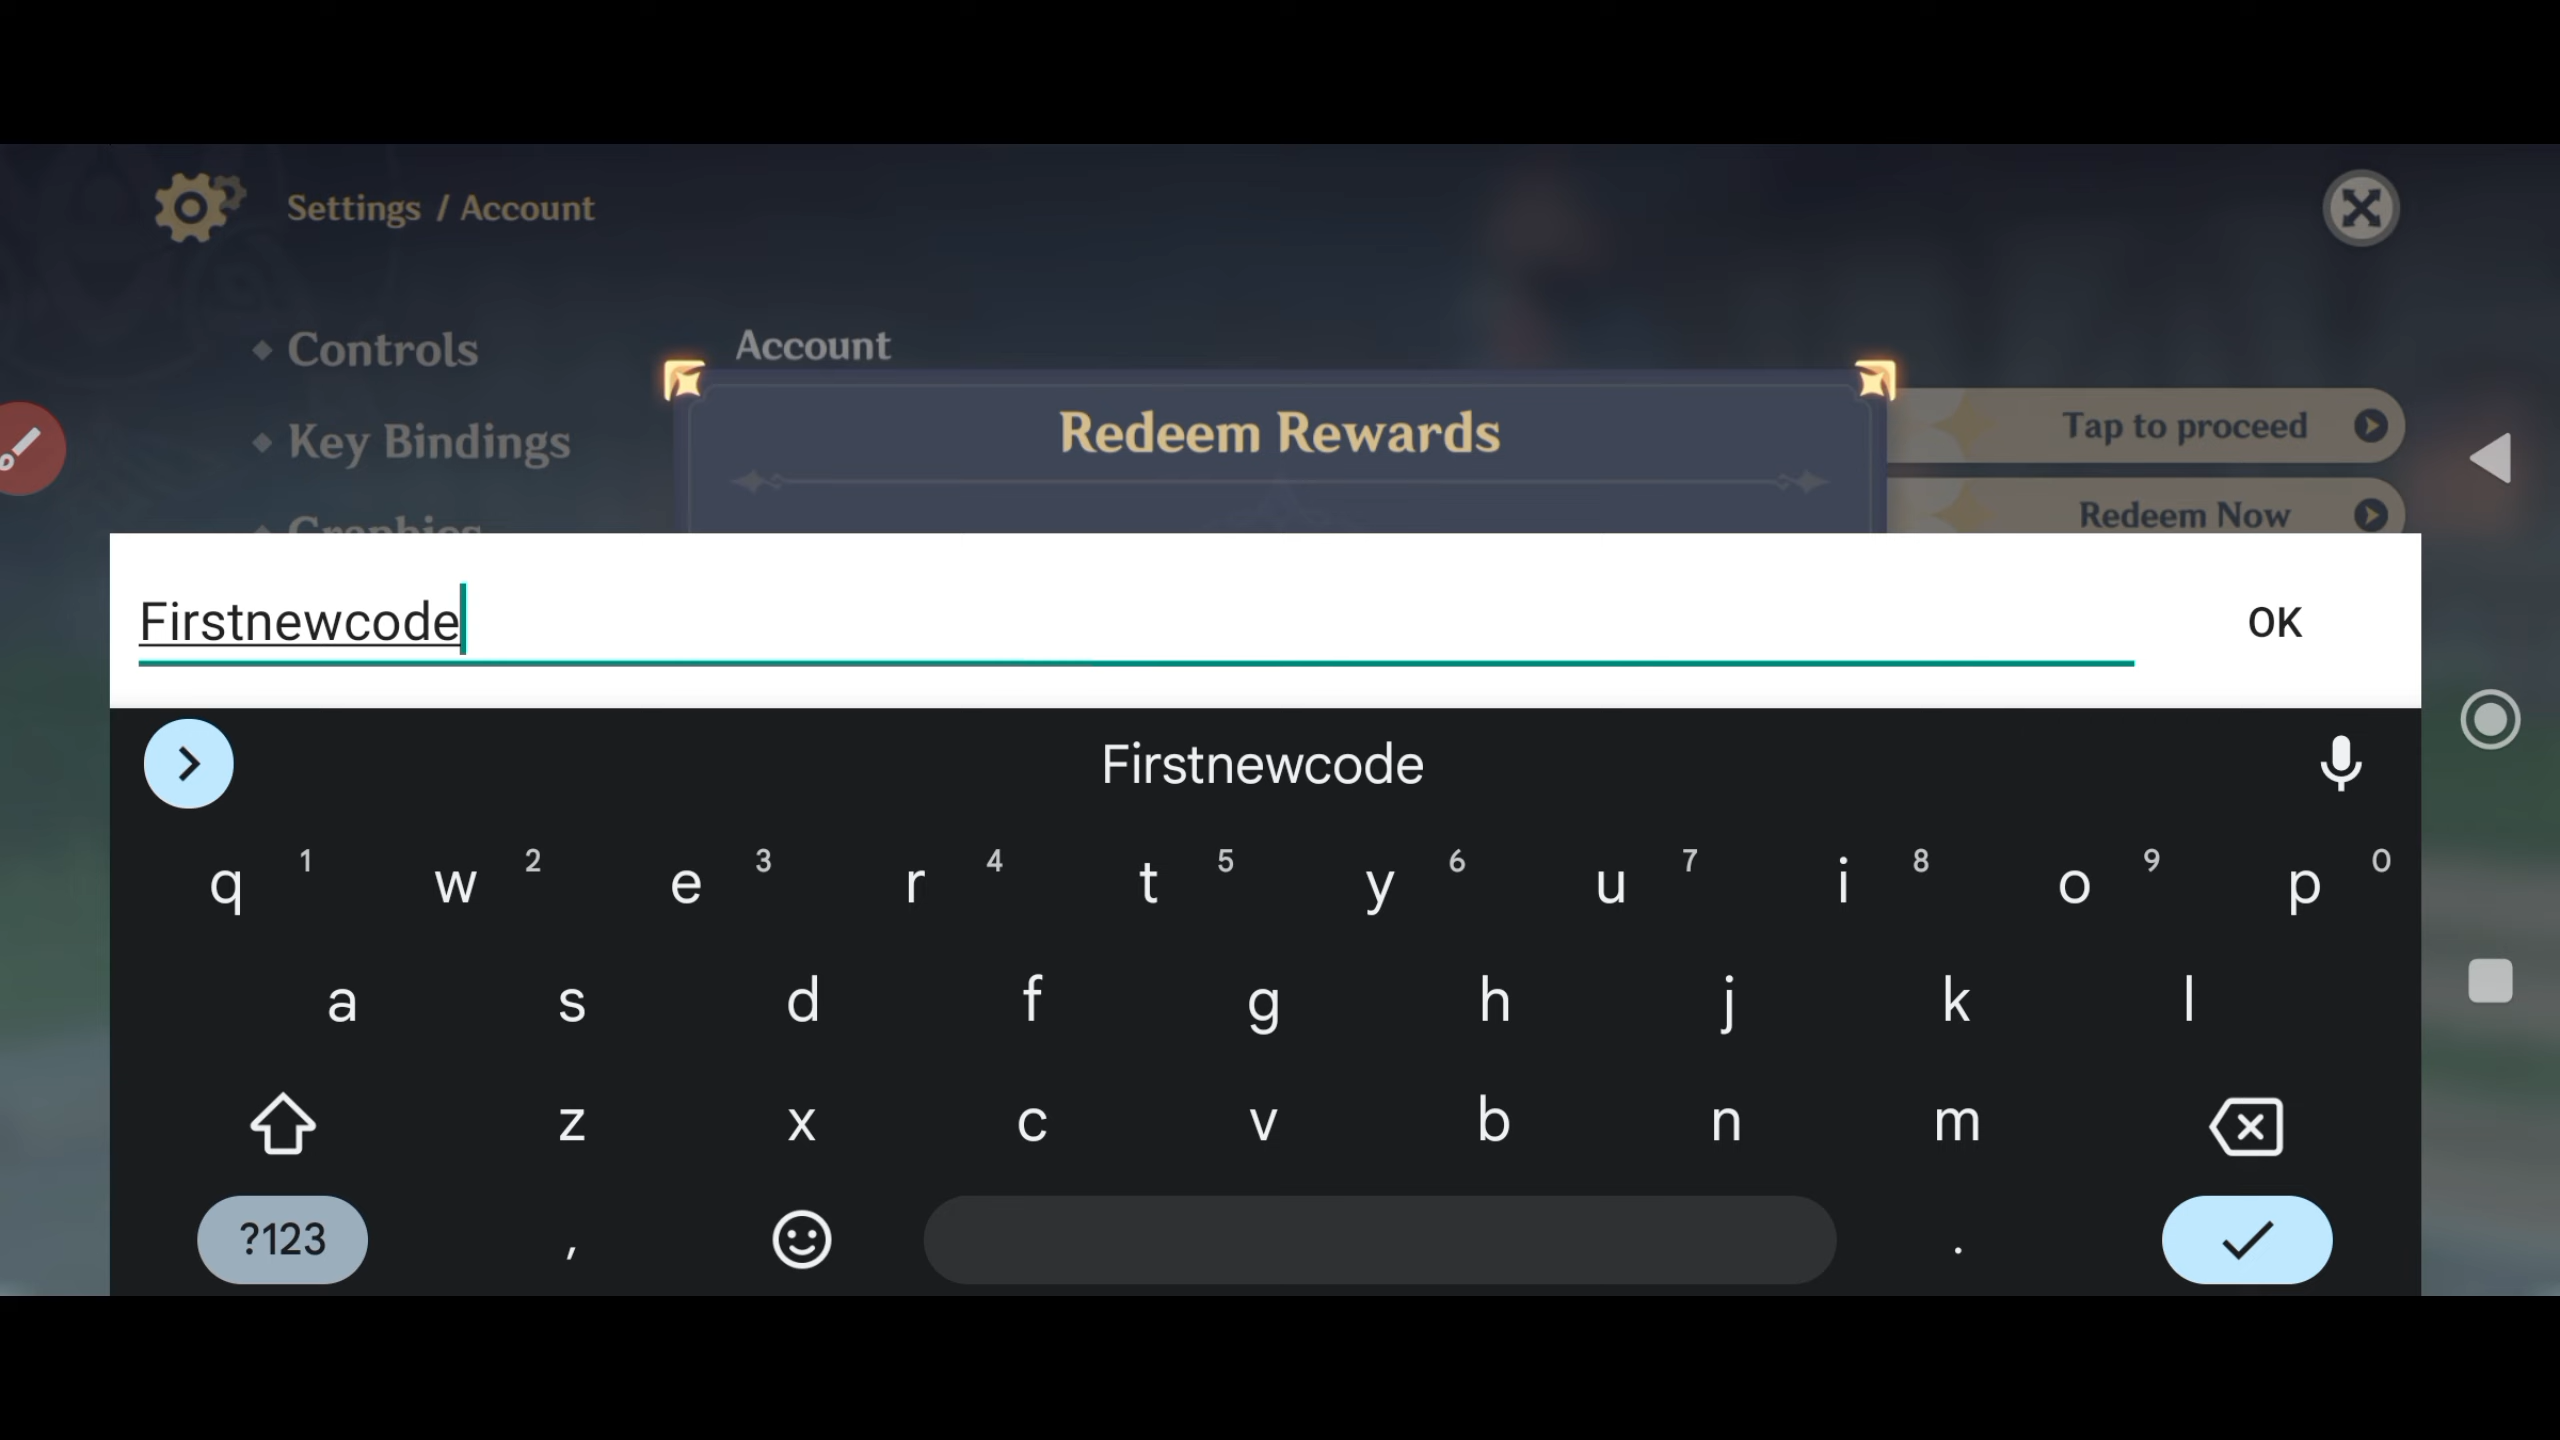 Settings / Account
Controls
Account
Key Bindings
Redeem Rewards
Tap to proceed
Graphics
Redeem Now
Firstnewcode
OK
Firstnewcode
q 1 w 2 e 3 r 4 t 5 y 6 u 7 i 8 o 9 p 0
a s d f g h j k l
z x c v b n m
?123 , .